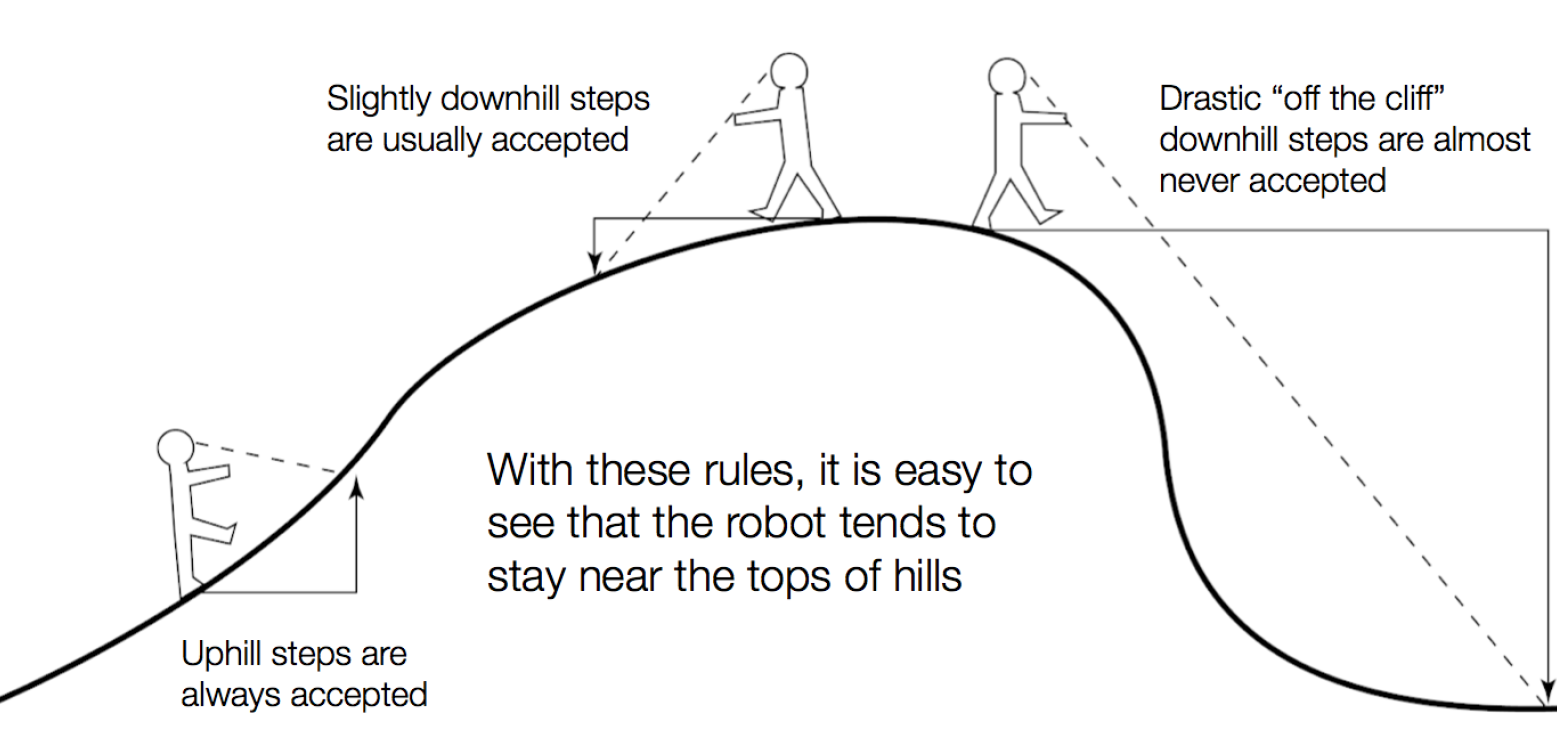 Slightly downhill steps
are usually accepted
Drastic “off the cliff”
downhill steps are almost
never accepted
With these rules, it is easy to
see that the robot tends to
stay near the tops of hills
Uphill steps are
always accepted